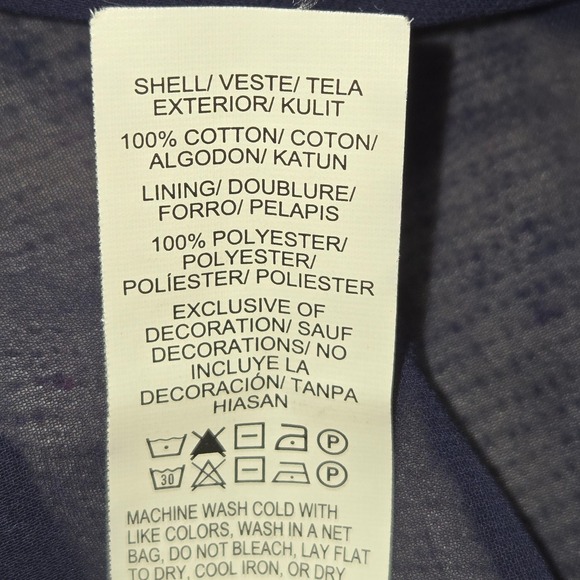 SHELL/ VESTE/ TELA
EXTERIOR/ KULIT
100% COTTON/ COTON/
ALGODON/ KATUN
LINING/ DOUBLURE/
FORRO/ PELAPIS
100% POLYESTER/
POLYESTER/
POLÍESTER/ POLIESTER
EXCLUSIVE OF
DECORATION/ SAUF
DECORATIONS/ NO
INCLUYE LA
DECORACIÓN/ TANPA
HIASAN
P
30 P
MACHINE WASH COLD WITH
LIKE COLORS, WASH IN A NET
BAG, DO NOT BLEACH, LAY FLAT
TO DRY, COOL IRON, OR DRY